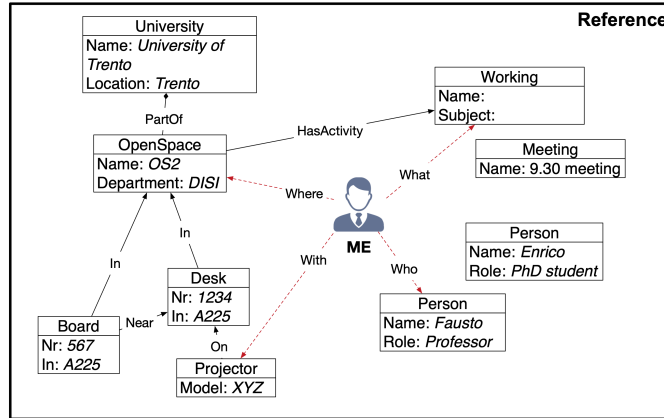 Reference
University
Name: University of
Trento
Location: Trento
PartOf
OpenSpace
Name: OS2
Department: DISI
HasActivity
Working
Name:
Subject:
Meeting
Name: 9.30 meeting
What
Where
ME
With
Who
Person
Name: Enrico
Role: PhD student
Person
Name: Fausto
Role: Professor
In
In
Desk
Nr: 1234
In: A225
Near
Board
Nr: 567
In: A225
On
Projector
Model: XYZ